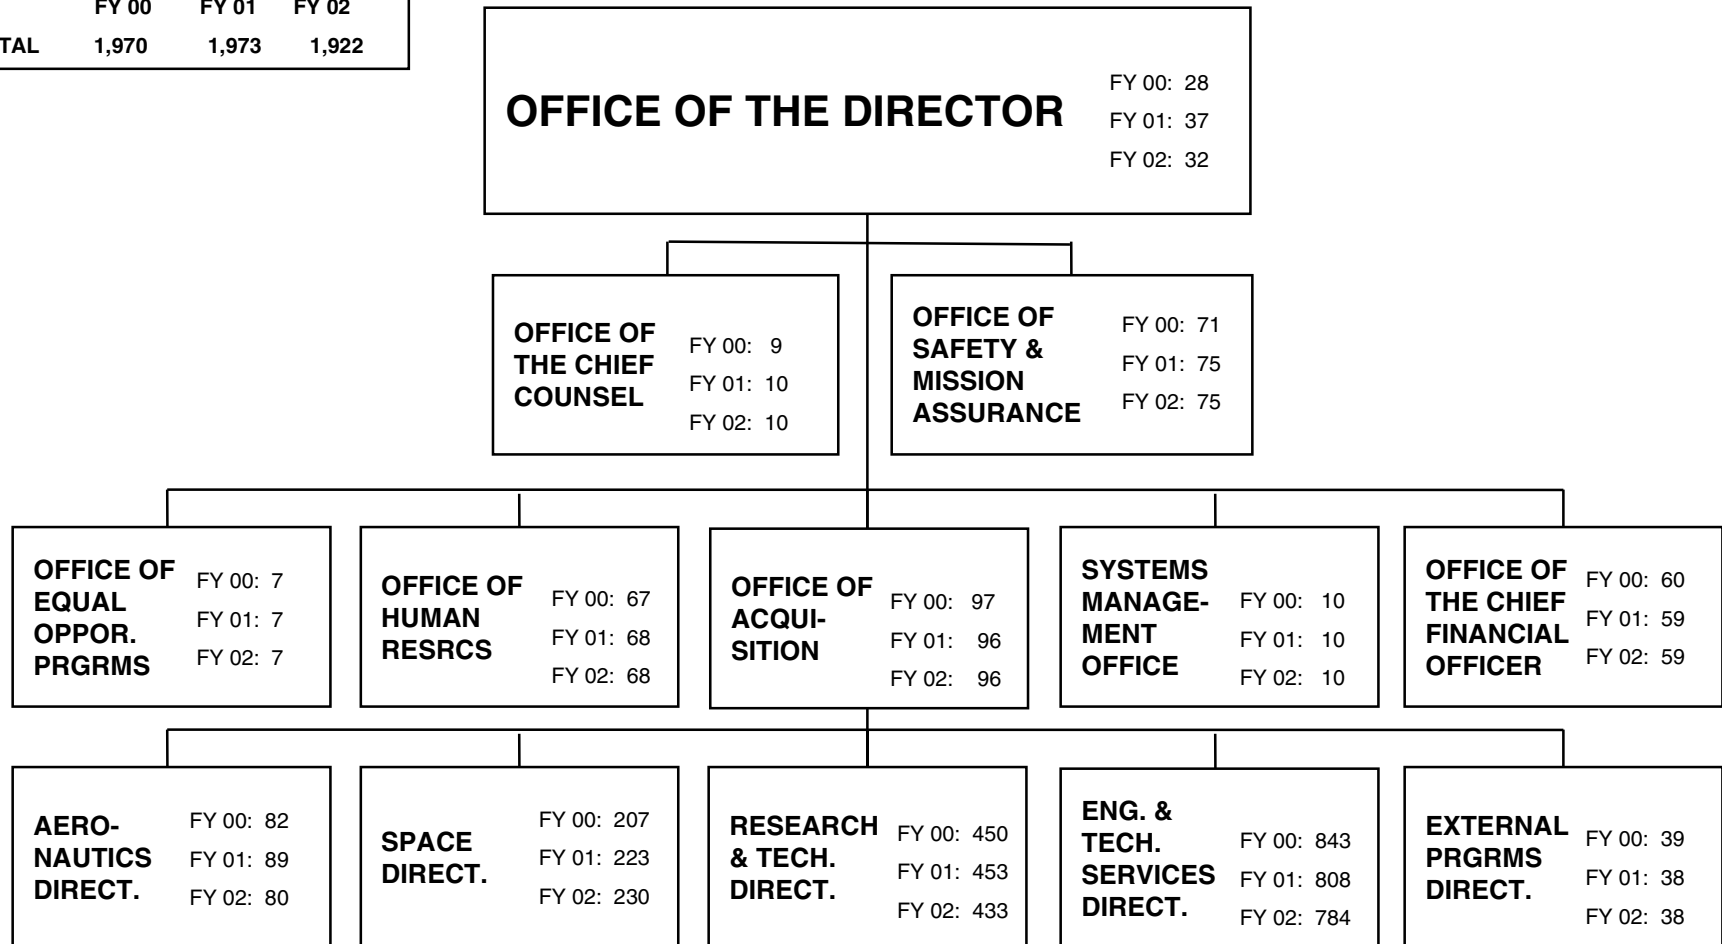 FY 00 FY 01 FY 02
TAL 1,970 1,973 1,922
OFFICE OF THE DIRECTOR
FY 00: 28
FY 01: 37
FY 02: 32
OFFICE OF
THE CHIEF
COUNSEL
FY 00: 9
FY 01: 10
FY 02: 10
OFFICE OF
SAFETY &
MISSION
ASSURANCE
FY 00: 71
FY 01: 75
FY 02: 75
OFFICE OF
EQUAL
OPPOR.
PRGRMS
FY 00: 7
FY 01: 7
FY 02: 7
OFFICE OF
HUMAN
RESRCS
FY 00: 67
FY 01: 68
FY 02: 68
OFFICE OF
ACQUI-
SITION
FY 00: 97
FY 01: 96
FY 02: 96
SYSTEMS
MANAGE-
MENT
OFFICE
FY 00: 10
FY 01: 10
FY 02: 10
OFFICE OF
THE CHIEF
FINANCIAL
OFFICER
FY 00: 60
FY 01: 59
FY 02: 59
AERO-
NAUTICS
DIRECT.
FY 00: 82
FY 01: 89
FY 02: 80
SPACE
DIRECT.
FY 00: 207
FY 01: 223
FY 02: 230
RESEARCH
& TECH.
DIRECT.
FY 00: 450
FY 01: 453
FY 02: 433
ENG. &
TECH.
SERVICES
DIRECT.
FY 00: 843
FY 01: 808
FY 02: 784
EXTERNAL
PRGRMS
DIRECT.
FY 00: 39
FY 01: 38
FY 02: 38